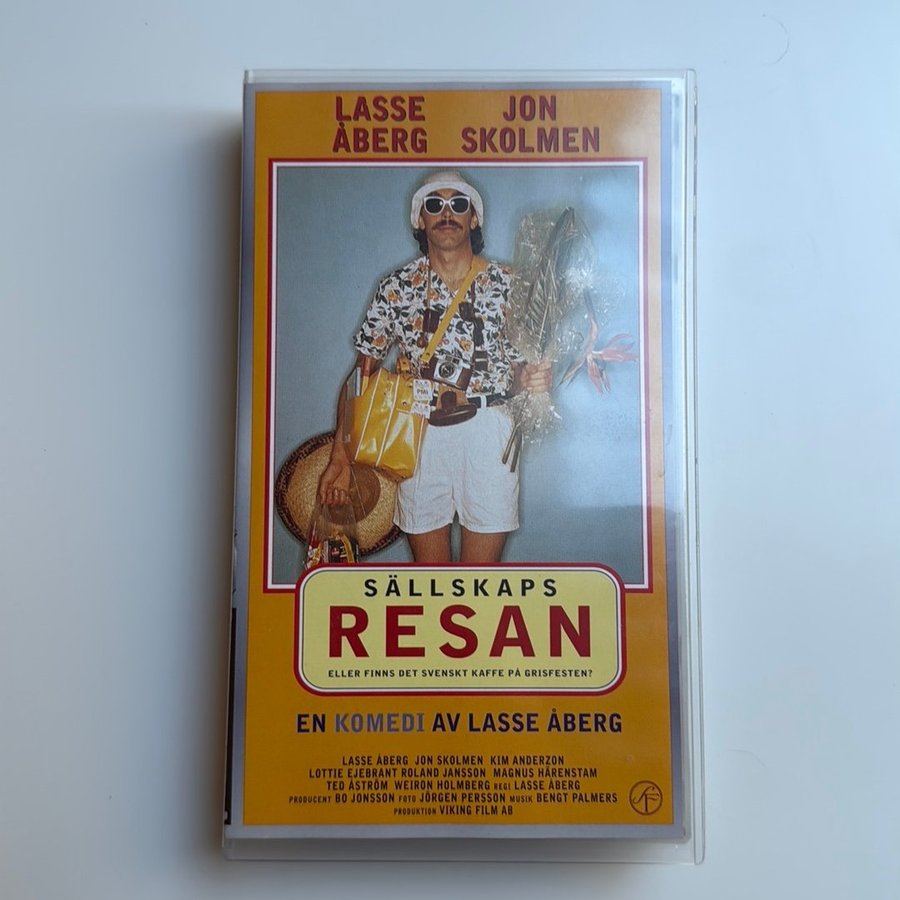 LASSE ÅBERG
JON SKOLMEN
SÄLLSKAPS
RESAN
ELLER FINNS DET SVENSKT KAFFE PÅ GRISFESTEN?
EN KOMEDI AV LASSE ÅBERG
LASSE ÅBERG JON SKOLMEN KIM ANDERZON
LOTTIE EJEBRANT ROLAND JANSSON MAGNUS HÄRENSTAM
TED ÅSTRÖM WEIRON HOLMBERG REGI LASSE ÅBERG
PRODUCENT BO JONSSON FOTO JÖRGEN PERSSON MUSIK BENGT PALMERS
PRODUKTION VIKING FILM AB
SF